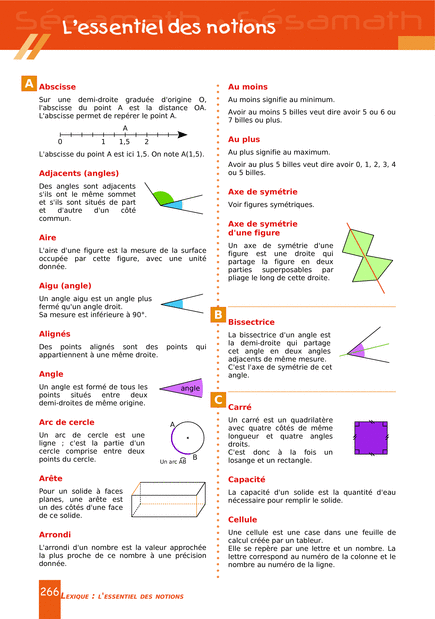 Sésamath Sésamath
L'essentiel des notions
A
Abscisse
Sur une demi-droite graduée d'origine O,
l'abscisse du point A est la distance OA.
L'abscisse permet de repérer le point A.
A
0 1 1,5 2
L'abscisse du point A est ici 1,5. On note A(1,5).
Adjacents (angles)
Des angles sont adjacents
s'ils ont le même sommet
et s'ils sont situés de part
et d'autre d'un côté
commun.
Aire
L'aire d'une figure est la mesure de la surface
occupée par cette figure, avec une unité
donnée.
Aigu (angle)
Un angle aigu est un angle plus
fermé qu'un angle droit.
Sa mesure est inférieure à 90°.
Alignés
Des points alignés sont des points qui
appartiennent à une même droite.
Angle
Un angle est formé de tous les
points situés entre deux
demi-droites de même origine.
angle
Arc de cercle
Un arc de cercle est une
ligne ; c'est la partie d'un
cercle comprise entre deux
points du cercle.
A
B
Un arc AB
Arête
Pour un solide à faces
planes, une arête est
un des côtés d'une face
de ce solide.
Arrondi
L'arrondi d'un nombre est la valeur approchée
la plus proche de ce nombre à une précision
donnée.
Au moins
Au moins signifie au minimum.
Avoir au moins 5 billes veut dire avoir 5 ou 6 ou
7 billes ou plus.
Au plus
Au plus signifie au maximum.
Avoir au plus 5 billes veut dire avoir 0, 1, 2, 3, 4
ou 5 billes.
Axe de symétrie
Voir figures symétriques.
Axe de symétrie
d'une figure
Un axe de symétrie d'une
figure est une droite qui
partage la figure en deux
parties superposables par
pliage le long de cette droite.
B
Bissectrice
La bissectrice d'un angle est
la demi-droite qui partage
cet angle en deux angles
adjacents de même mesure.
C'est l'axe de symétrie de cet
angle.
C
Carré
Un carré est un quadrilatère
avec quatre côtés de même
longueur et quatre angles
droits.
C'est donc à la fois un
losange et un rectangle.
Capacité
La capacité d'un solide est la quantité d'eau
nécessaire pour remplir le solide.
Cellule
Une cellule est une case dans une feuille de
calcul créée par un tableur.
Elle se repère par une lettre et un nombre. La
lettre correspond au numéro de la colonne et le
nombre au numéro de la ligne.
266 LEXIQUE : L'ESSENTIEL DES NOTIONS